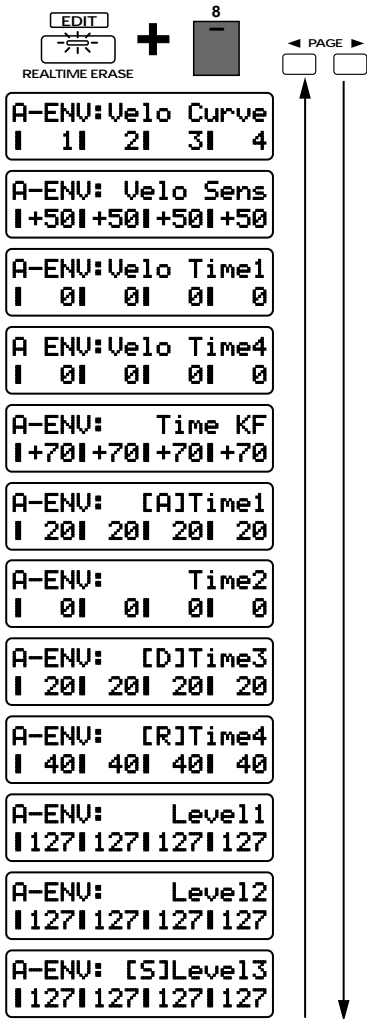 EDIT
8
◄ PAGE ►
REALTIME ERASE
A-ENV:Velo Curve
1 2 3 4
A-ENV: Velo Sens
+50 +50 +50 +50
A-ENV:Velo Time1
0 0 0 0
A ENV:Velo Time4
0 0 0 0
A-ENV: Time KF
+70 +70 +70 +70
A-ENV: [A]Time1
20 20 20 20
A-ENV: Time2
0 0 0 0
A-ENV: [D]Time3
20 20 20 20
A-ENV: [R]Time4
40 40 40 40
A-ENV: Level1
127 127 127 127
A-ENV: Level2
127 127 127 127
A-ENV: [S]Level3
127 127 127 127